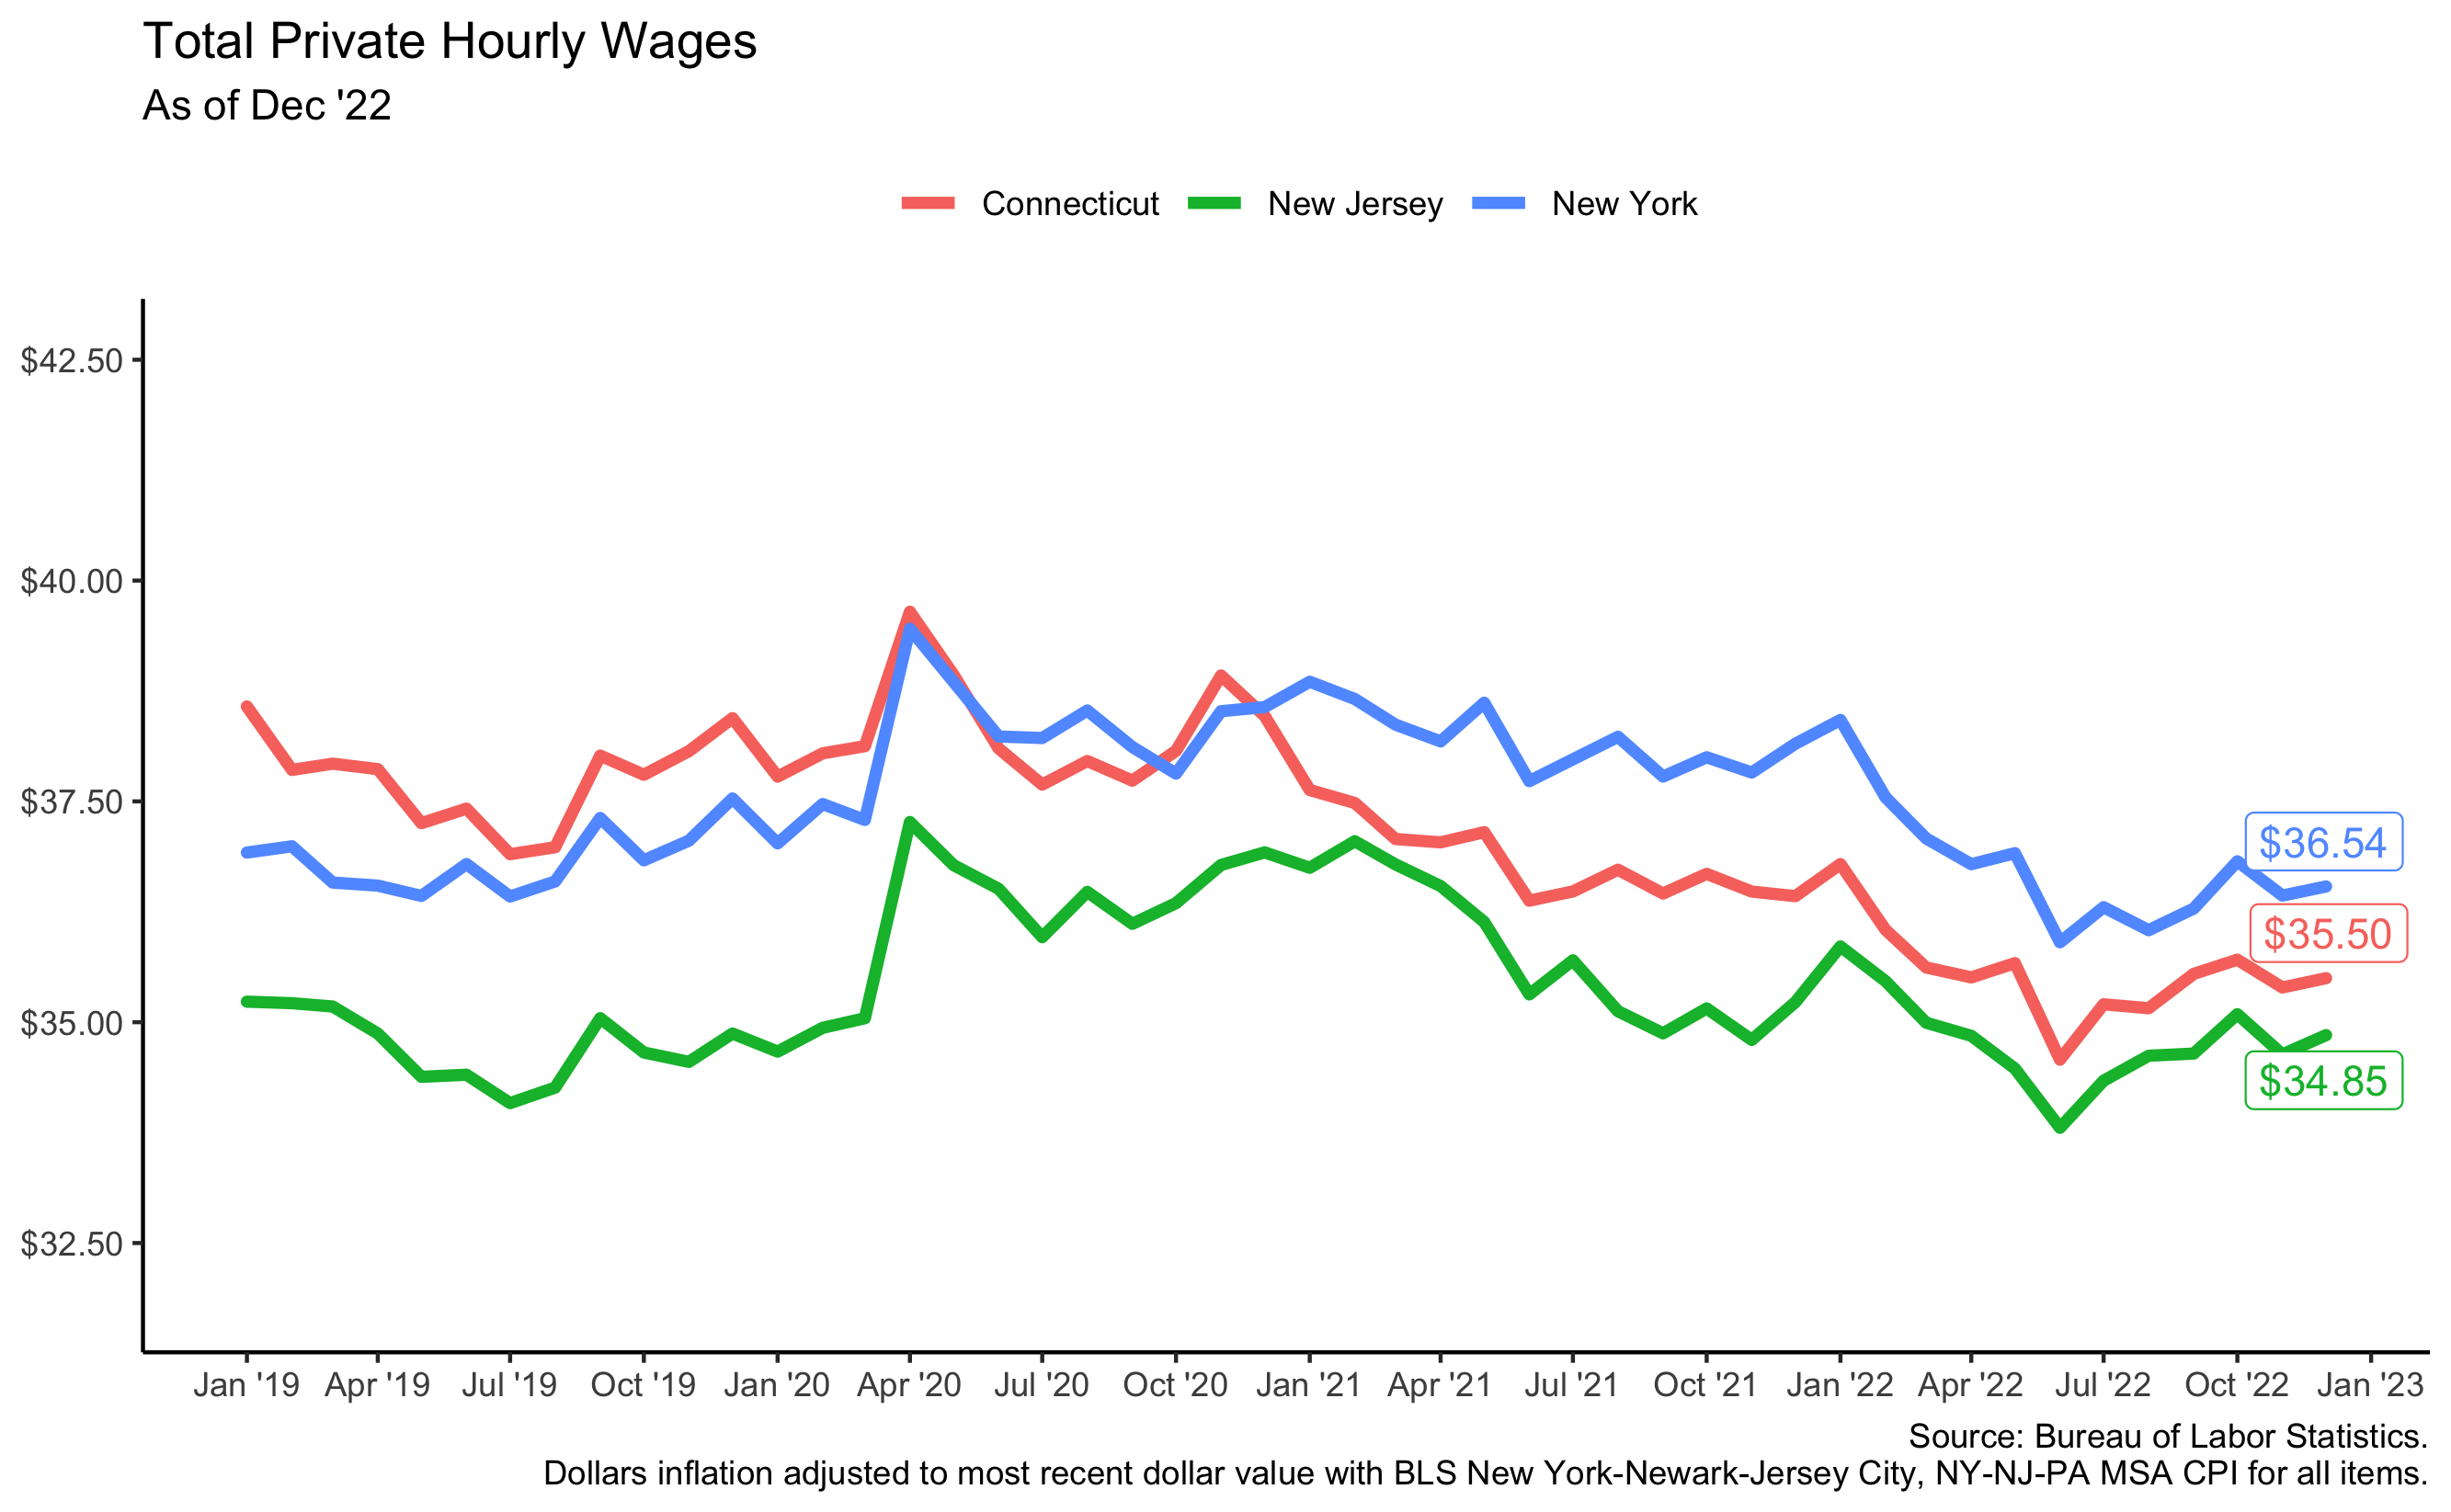 Total Private Hourly Wages
As of Dec '22
Connecticut New Jersey New York
$42.50
$40.00
$37.50
$35.00
$32.50
$36.54
$35.50
$34.85
Jan '19 Apr '19 Jul '19 Oct '19 Jan '20 Apr '20 Jul '20 Oct '20 Jan '21 Apr '21 Jul '21 Oct '21 Jan '22 Apr '22 Jul '22 Oct '22 Jan '23
Source: Bureau of Labor Statistics.
Dollars inflation adjusted to most recent dollar value with BLS New York-Newark-Jersey City, NY-NJ-PA MSA CPI for all items.